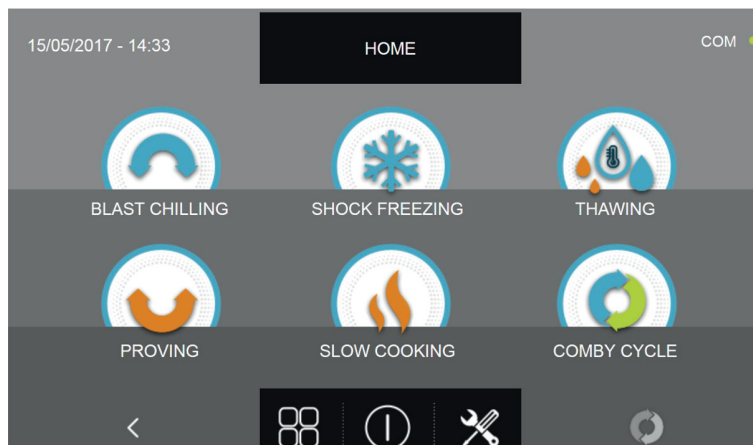 15/05/2017 - 14:33
HOME
COM
BLAST CHILLING
SHOCK FREEZING
THAWING
PROVING
SLOW COOKING
COMBY CYCLE